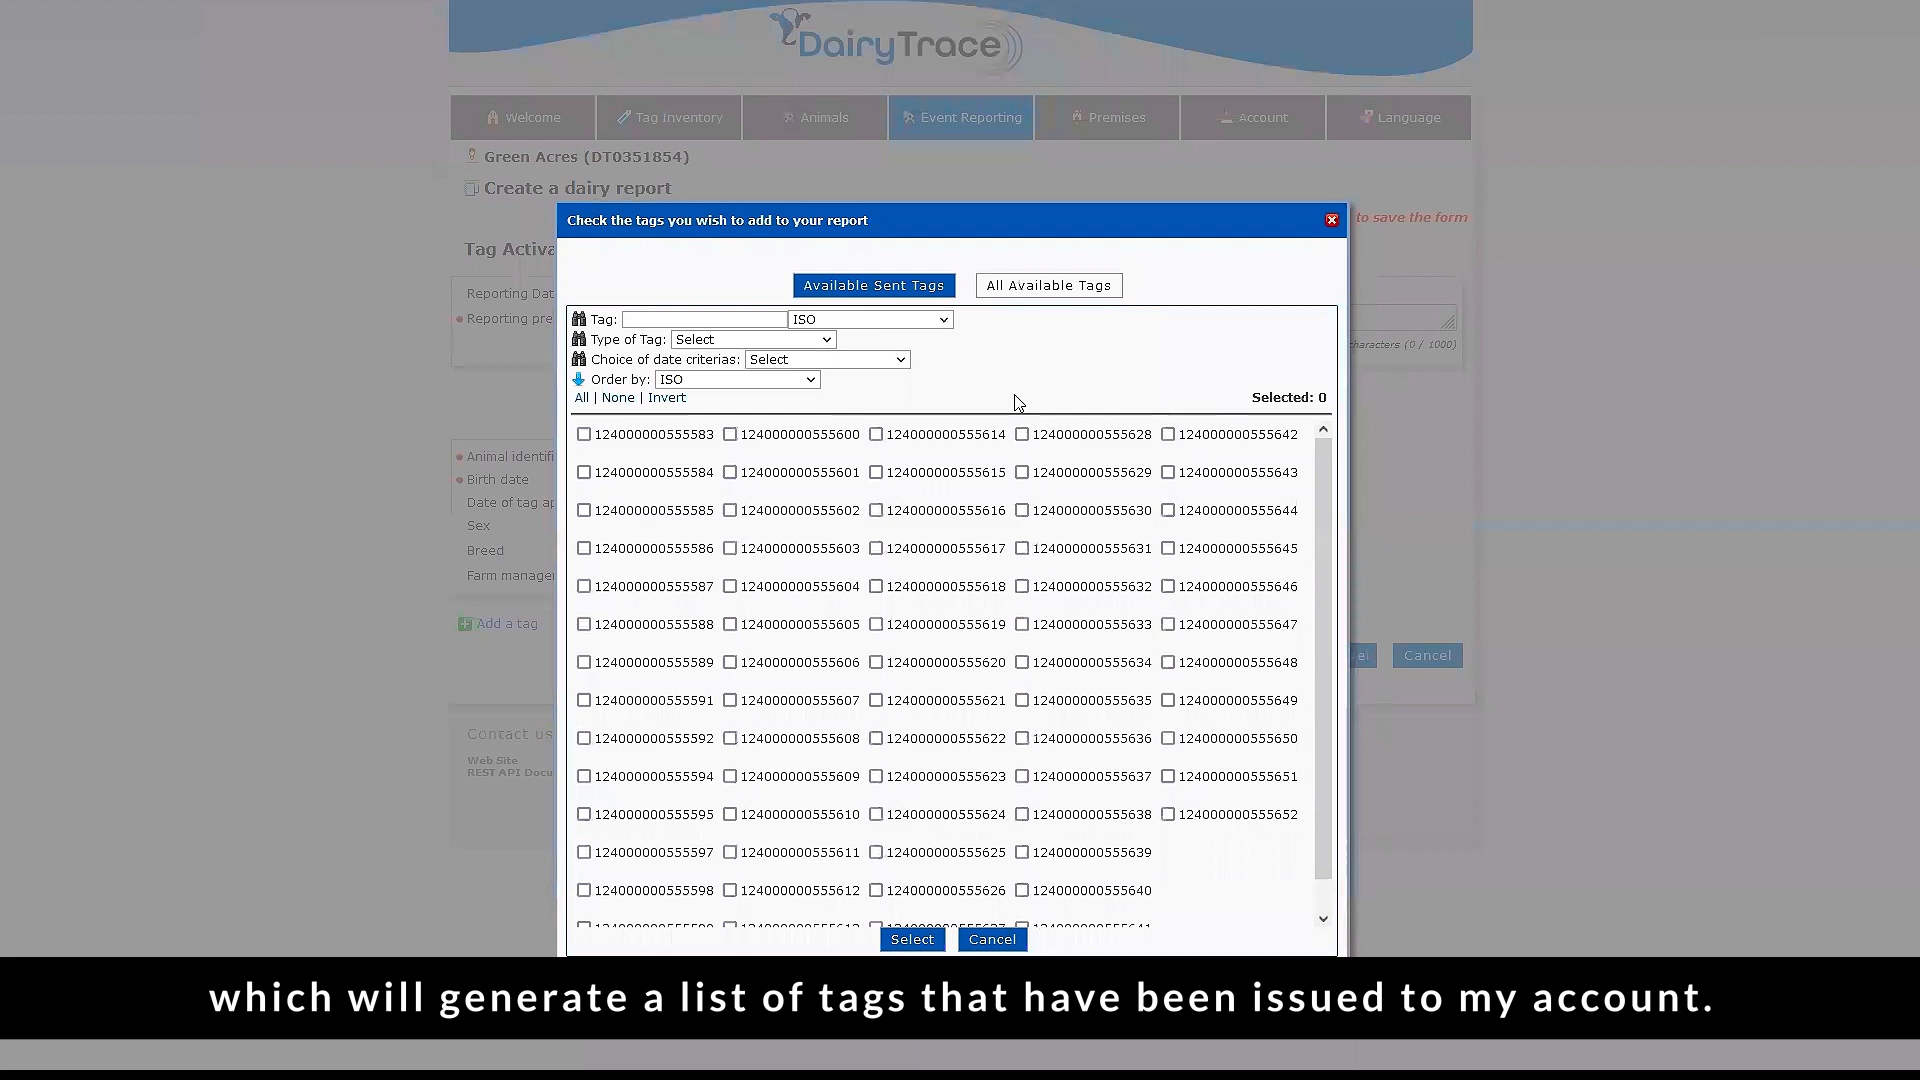 DairyTrace
Welcome
Tag Inventory
Animals
Event Reporting
Premises
Account
Language
Green Acres (DT0351854)
Create a dairy report
Check the tags you wish to add to your report
to save the form
Tag Activa
Available Sent Tags
All Available Tags
Reporting Dat
Reporting pre
characters (0 / 1000)
Tag: ISO
Type of Tag: Select
Choice of date criterias: Select
Order by: ISO
All | None | Invert
Selected: 0
124000000555583 124000000555600 124000000555614 124000000555628 124000000555642
124000000555584 124000000555601 124000000555615 124000000555629 124000000555643
124000000555585 124000000555602 124000000555616 124000000555630 124000000555644
124000000555586 124000000555603 124000000555617 124000000555631 124000000555645
124000000555587 124000000555604 124000000555618 124000000555632 124000000555646
124000000555588 124000000555605 124000000555619 124000000555633 124000000555647
124000000555589 124000000555606 124000000555620 124000000555634 124000000555648
124000000555591 124000000555607 124000000555621 124000000555635 124000000555649
124000000555592 124000000555608 124000000555622 124000000555636 124000000555650
124000000555594 124000000555609 124000000555623 124000000555637 124000000555651
124000000555595 124000000555610 124000000555624 124000000555638 124000000555652
124000000555597 124000000555611 124000000555625 124000000555639
124000000555598 124000000555612 124000000555626 124000000555640
Animal identifi
Birth date
Date of tag ap
Sex
Breed
Farm manage
Add a tag
Cancel
Contact us
Web Site
REST API Docu
Select
Cancel
which will generate a list of tags that have been issued to my account.